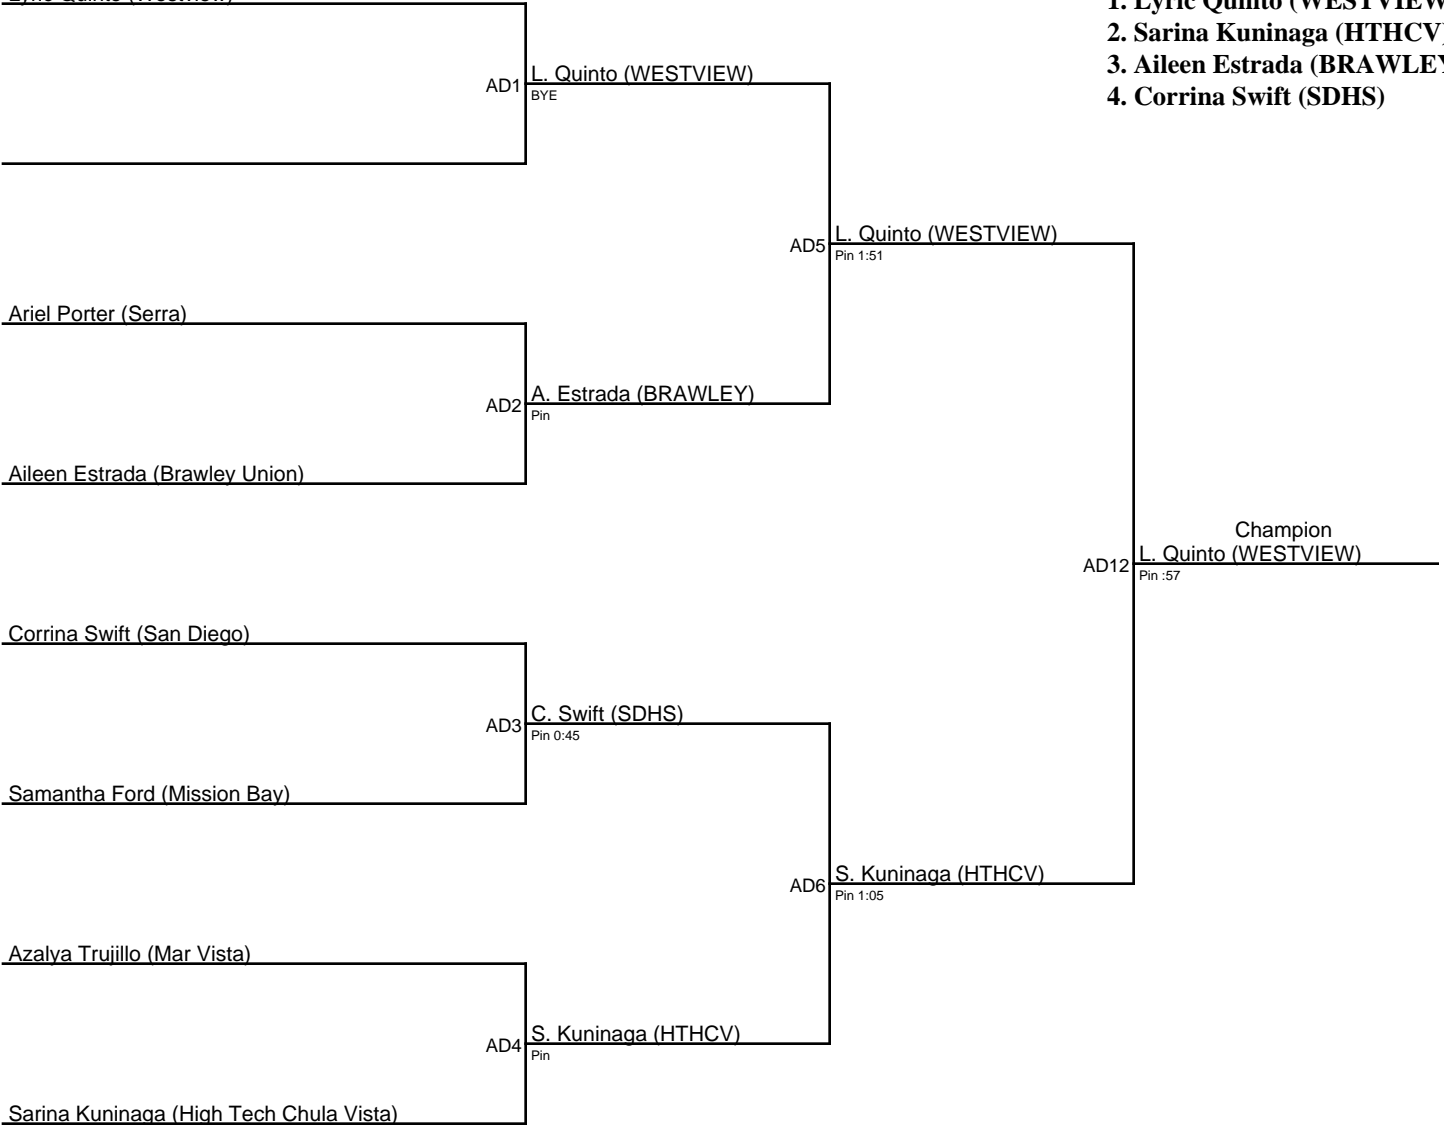 1. Lyric Quinto (WESTVIEW
2. Sarina Kuninaga (HTHCV)
3. Aileen Estrada (BRAWLEY
4. Corrina Swift (SDHS)
AD1 L. Quinto (WESTVIEW)
BYE
AD5 L. Quinto (WESTVIEW)
Pin 1:51
Ariel Porter (Serra)
AD2 A. Estrada (BRAWLEY)
Pin
Aileen Estrada (Brawley Union)
Champion
AD12 L. Quinto (WESTVIEW)
Pin :57
Corrina Swift (San Diego)
AD3 C. Swift (SDHS)
Pin 0:45
Samantha Ford (Mission Bay)
AD6 S. Kuninaga (HTHCV)
Pin 1:05
Azalya Trujillo (Mar Vista)
AD4 S. Kuninaga (HTHCV)
Pin
Sarina Kuninaga (High Tech Chula Vista)